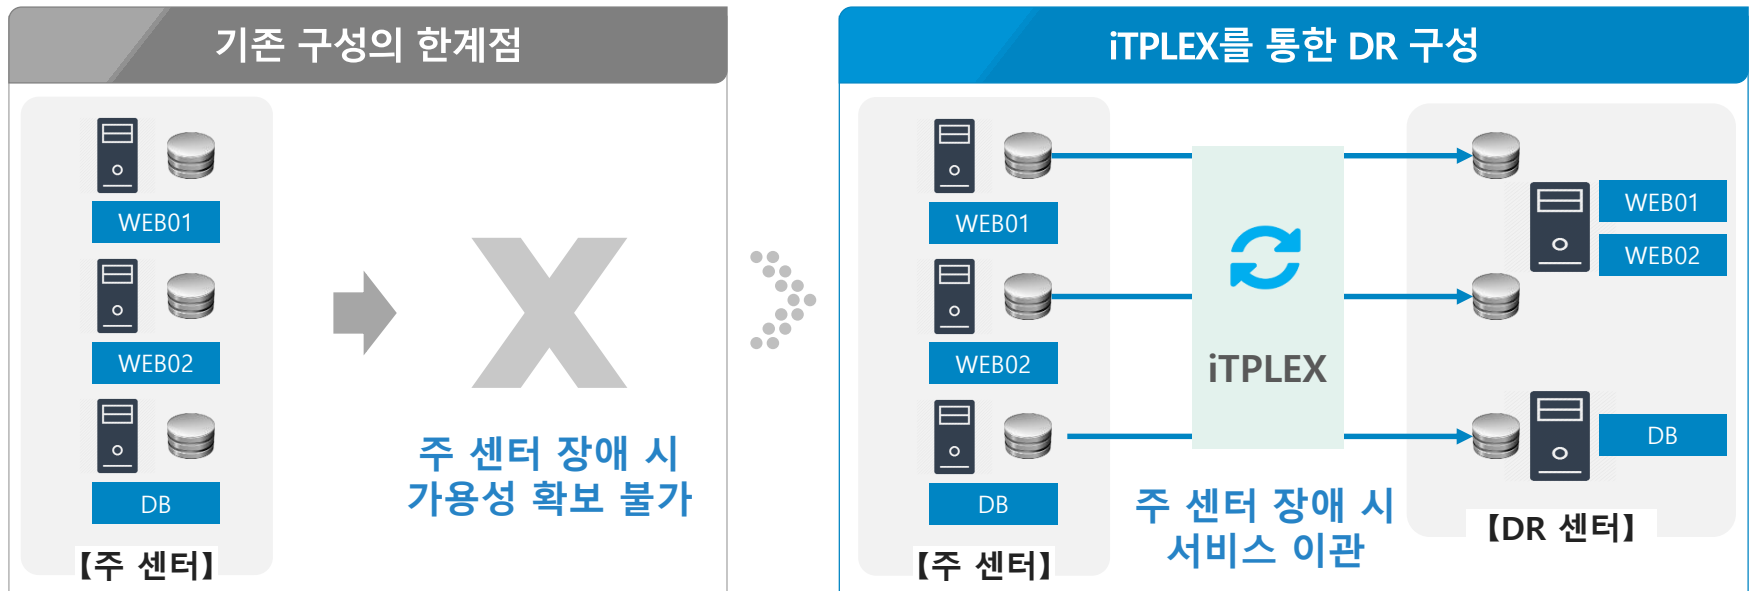 기존 구성의 한계점
WEB01
WEB02
DB
【주 센터】
주 센터 장애 시
가용성 확보 불가
iTPLEX를 통한 DR 구성
WEB01
WEB02
DB
【주 센터】
iTPLEX
주 센터 장애 시
서비스 이관
WEB01
WEB02
DB
【DR 센터】